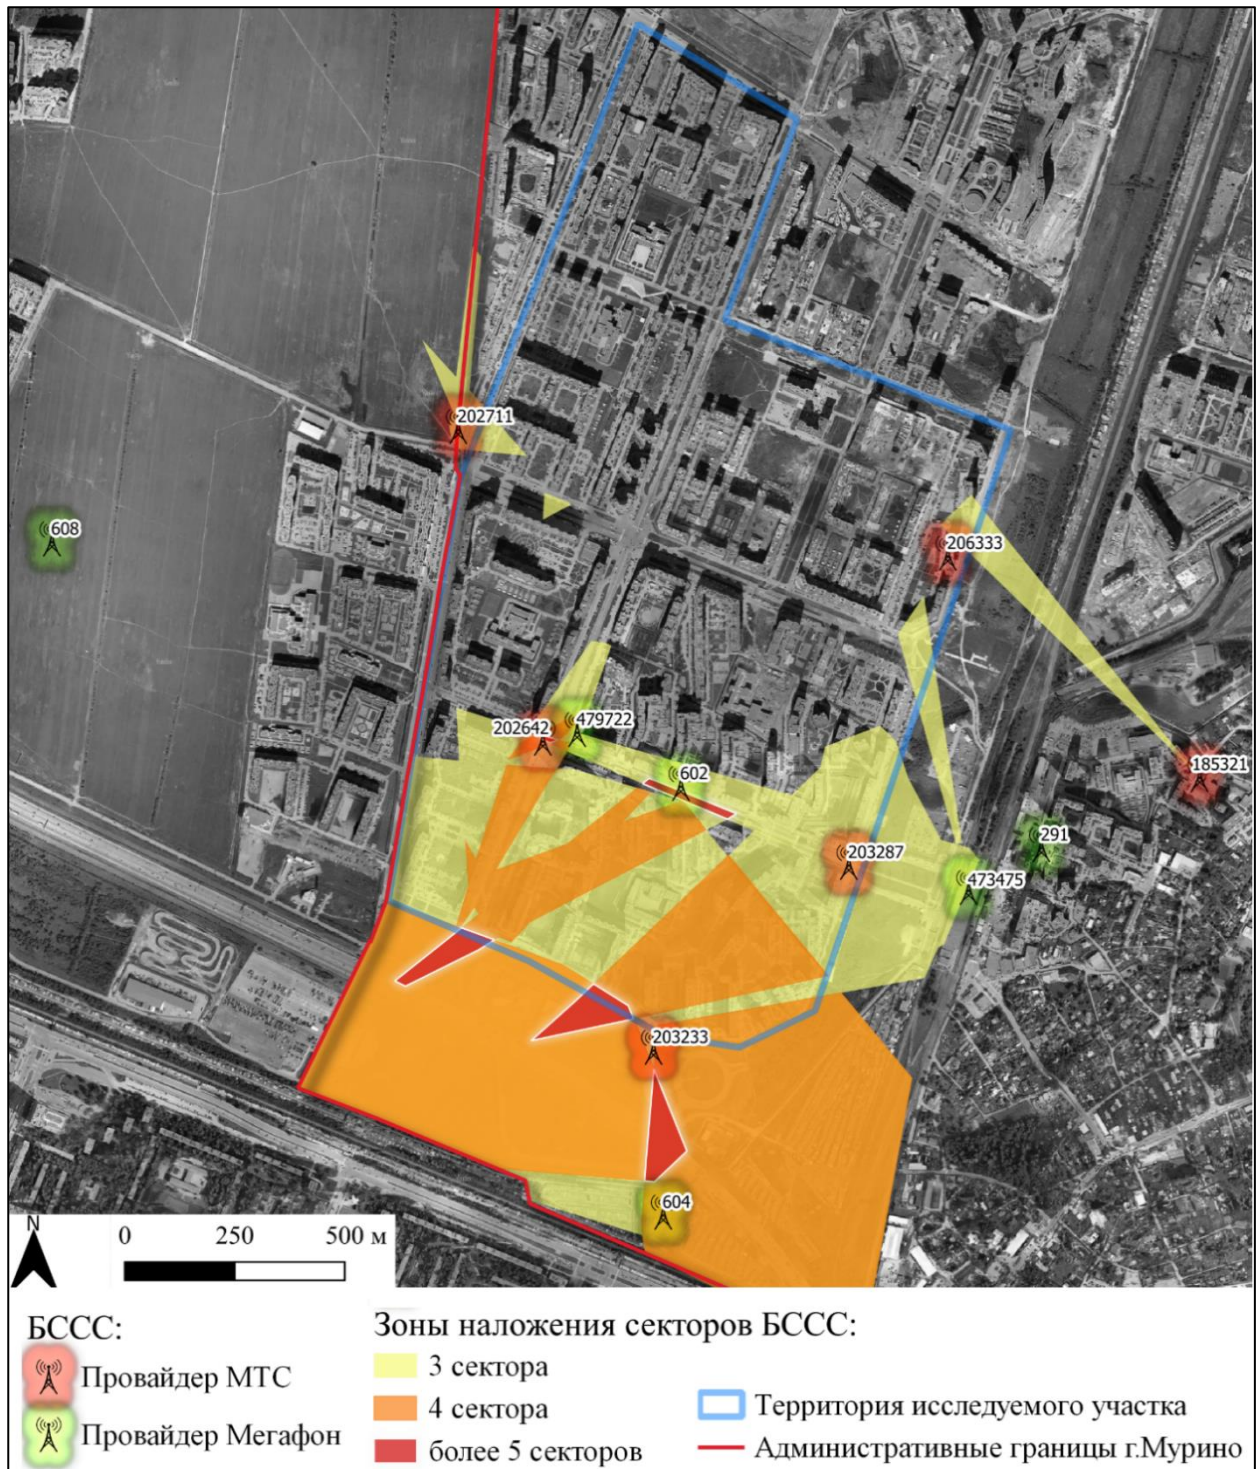 202711
608
206333
202642
479722
602
185321
291
203287
473475
203233
604
N
0 250 500 м
БССС:
Провайдер МТС
Провайдер Мегафон
Зоны наложения секторов БССС:
3 сектора
4 сектора
более 5 секторов
Территория исследуемого участка
Административные границы г.Мурино